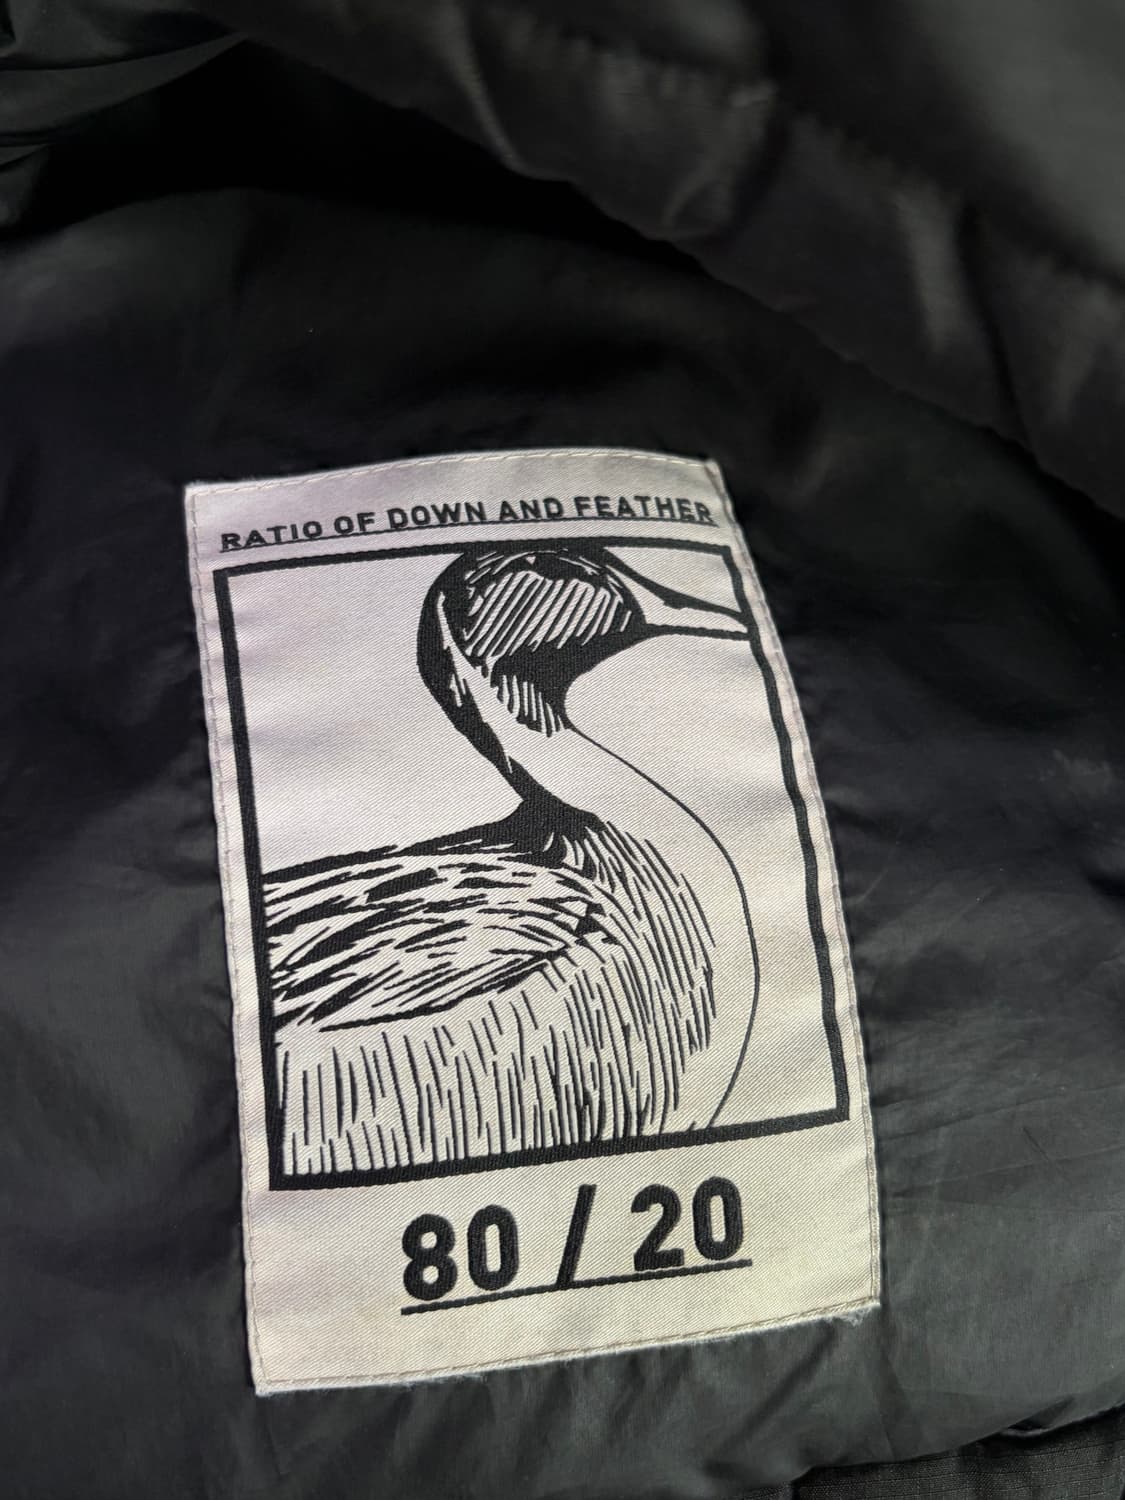 RATIO OF DOWN AND FEATHER
80 / 20